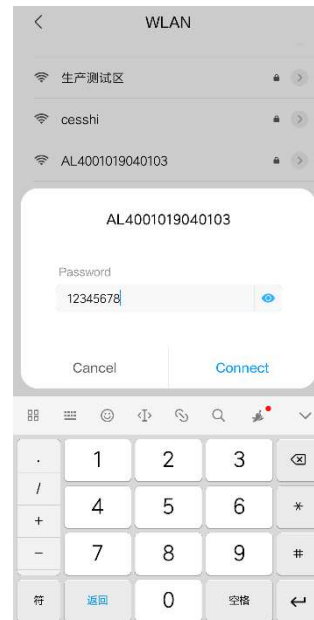 WLAN
生产测试区
cesshi
AL4001019040103
AL4001019040103
Password
12345678
Cancel
Connect
. 1 2 3
/ 4 5 6 *
+
- 7 8 9 #
符 返回 0 空格